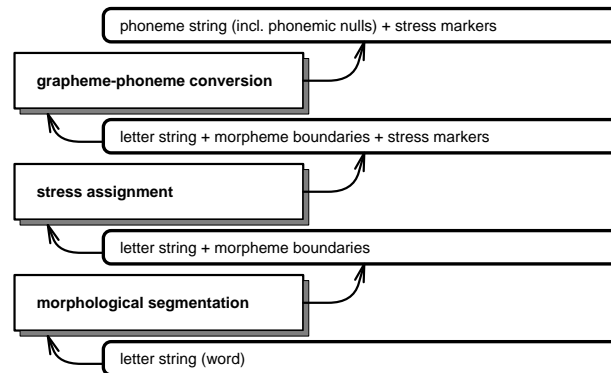 phoneme string (incl. phonemic nulls) + stress markers
grapheme-phoneme conversion
letter string + morpheme boundaries + stress markers
stress assignment
letter string + morpheme boundaries
morphological segmentation
letter string (word)